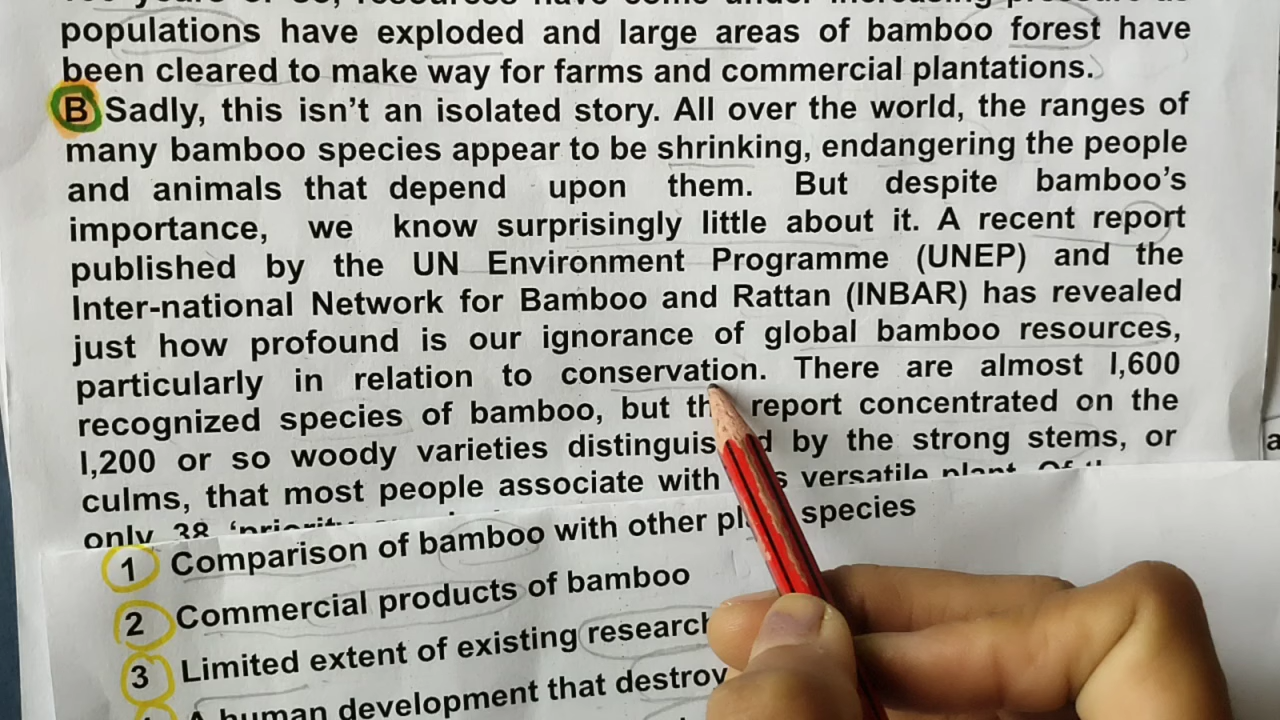 populations have exploded and large areas of bamboo forest have
been cleared to make way for farms and commercial plantations.
B Sadly, this isn't an isolated story. All over the world, the ranges of
many bamboo species appear to be shrinking, endangering the people
and animals that depend upon them. But despite bamboo's
importance, we know surprisingly little about it. A recent report
published by the UN Environment Programme (UNEP) and the
Inter-national Network for Bamboo and Rattan (INBAR) has revealed
just how profound is our ignorance of global bamboo resources,
particularly in relation to conservation. There are almost l,600
recognized species of bamboo, but report concentrated on the
l,200 or so woody varieties by the strong stems, or
culms, that most people associate with versatile plant. Of
only 38 'priority
1 Comparison of bamboo with other species
2 Commercial products of bamboo
3 Limited extent of existing research
A human development that destroy